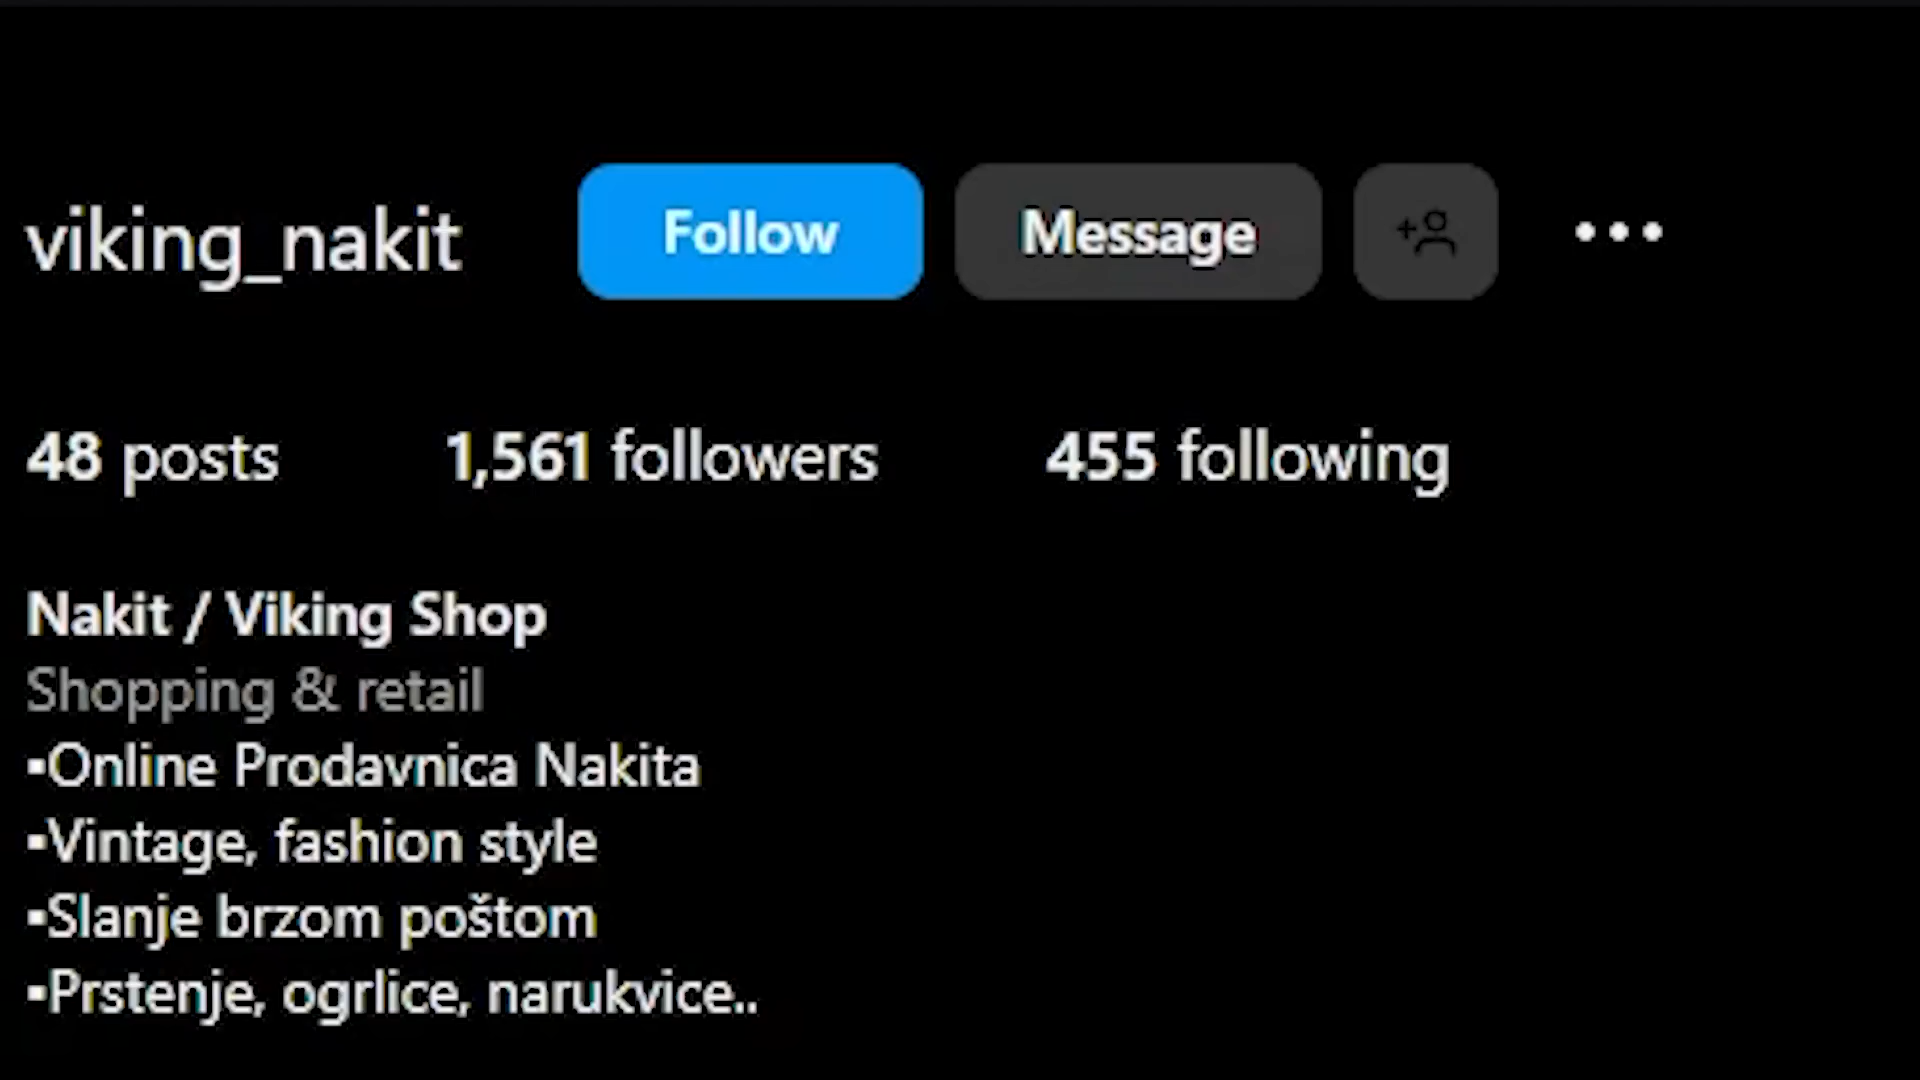 viking_nakit Follow Message
48 posts 1,561 followers 455 following
Nakit / Viking Shop
Shopping & retail
▪Online Prodavnica Nakita
▪Vintage, fashion style
▪Slanje brzom poštom
▪Prstenje, ogrlice, narukvice..